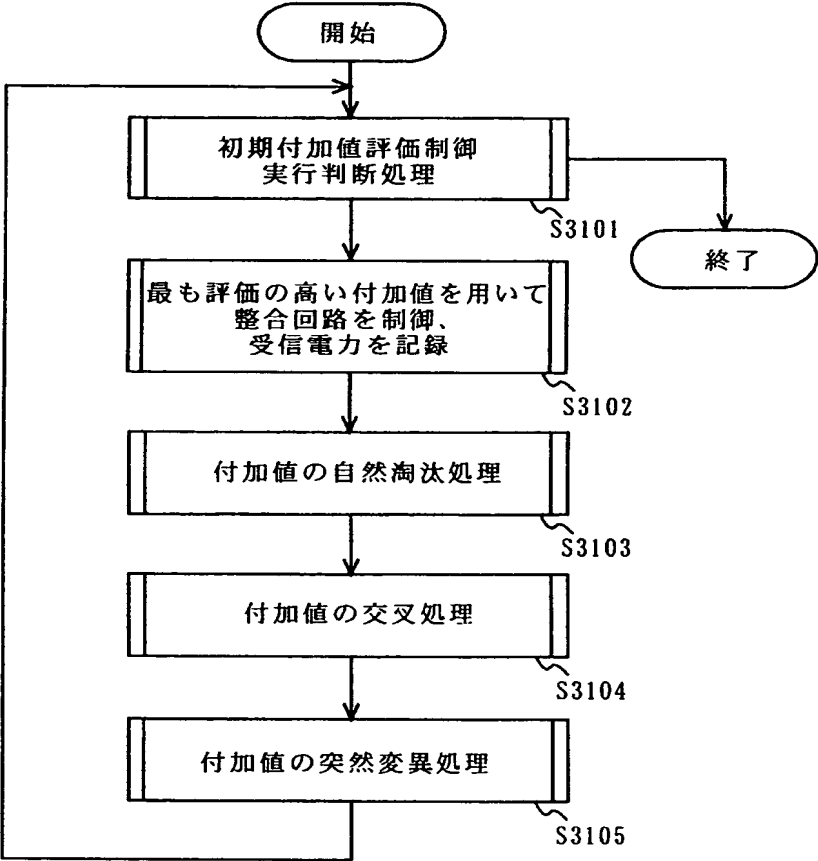 開始
初期付加値評価制御
実行判断処理
S3101
終了
最も評価の高い付加値を用いて
整合回路を制御、
受信電力を記録
S3102
付加値の自然淘汰処理
S3103
付加値の交叉処理
S3104
付加値の突然変異処理
S3105